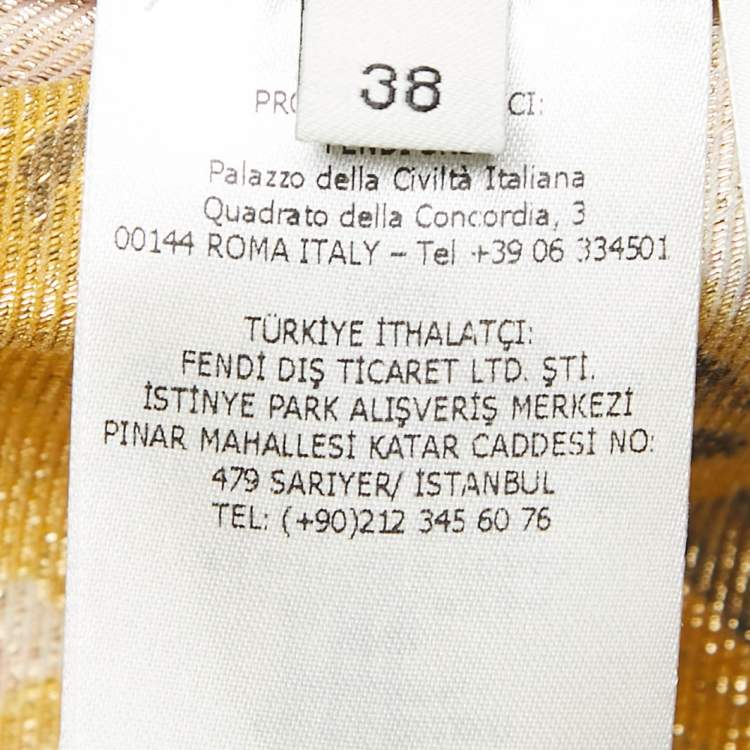 38
CI:
Palazzo della Civiltà Italiana
Quadrato della Concordia, 3
00144 ROMA ITALY – Tel +39 06 334501
TÜRKİYE İTHALATÇI:
FENDİ DIŞ TİCARET LTD. ŞTİ.
İSTİNYE PARK ALIŞVERİŞ MERKEZİ
PINAR MAHALLESİ KATAR CADDESİ NO:
479 SARIYER/ İSTANBUL
TEL: (+90)212 345 60 76